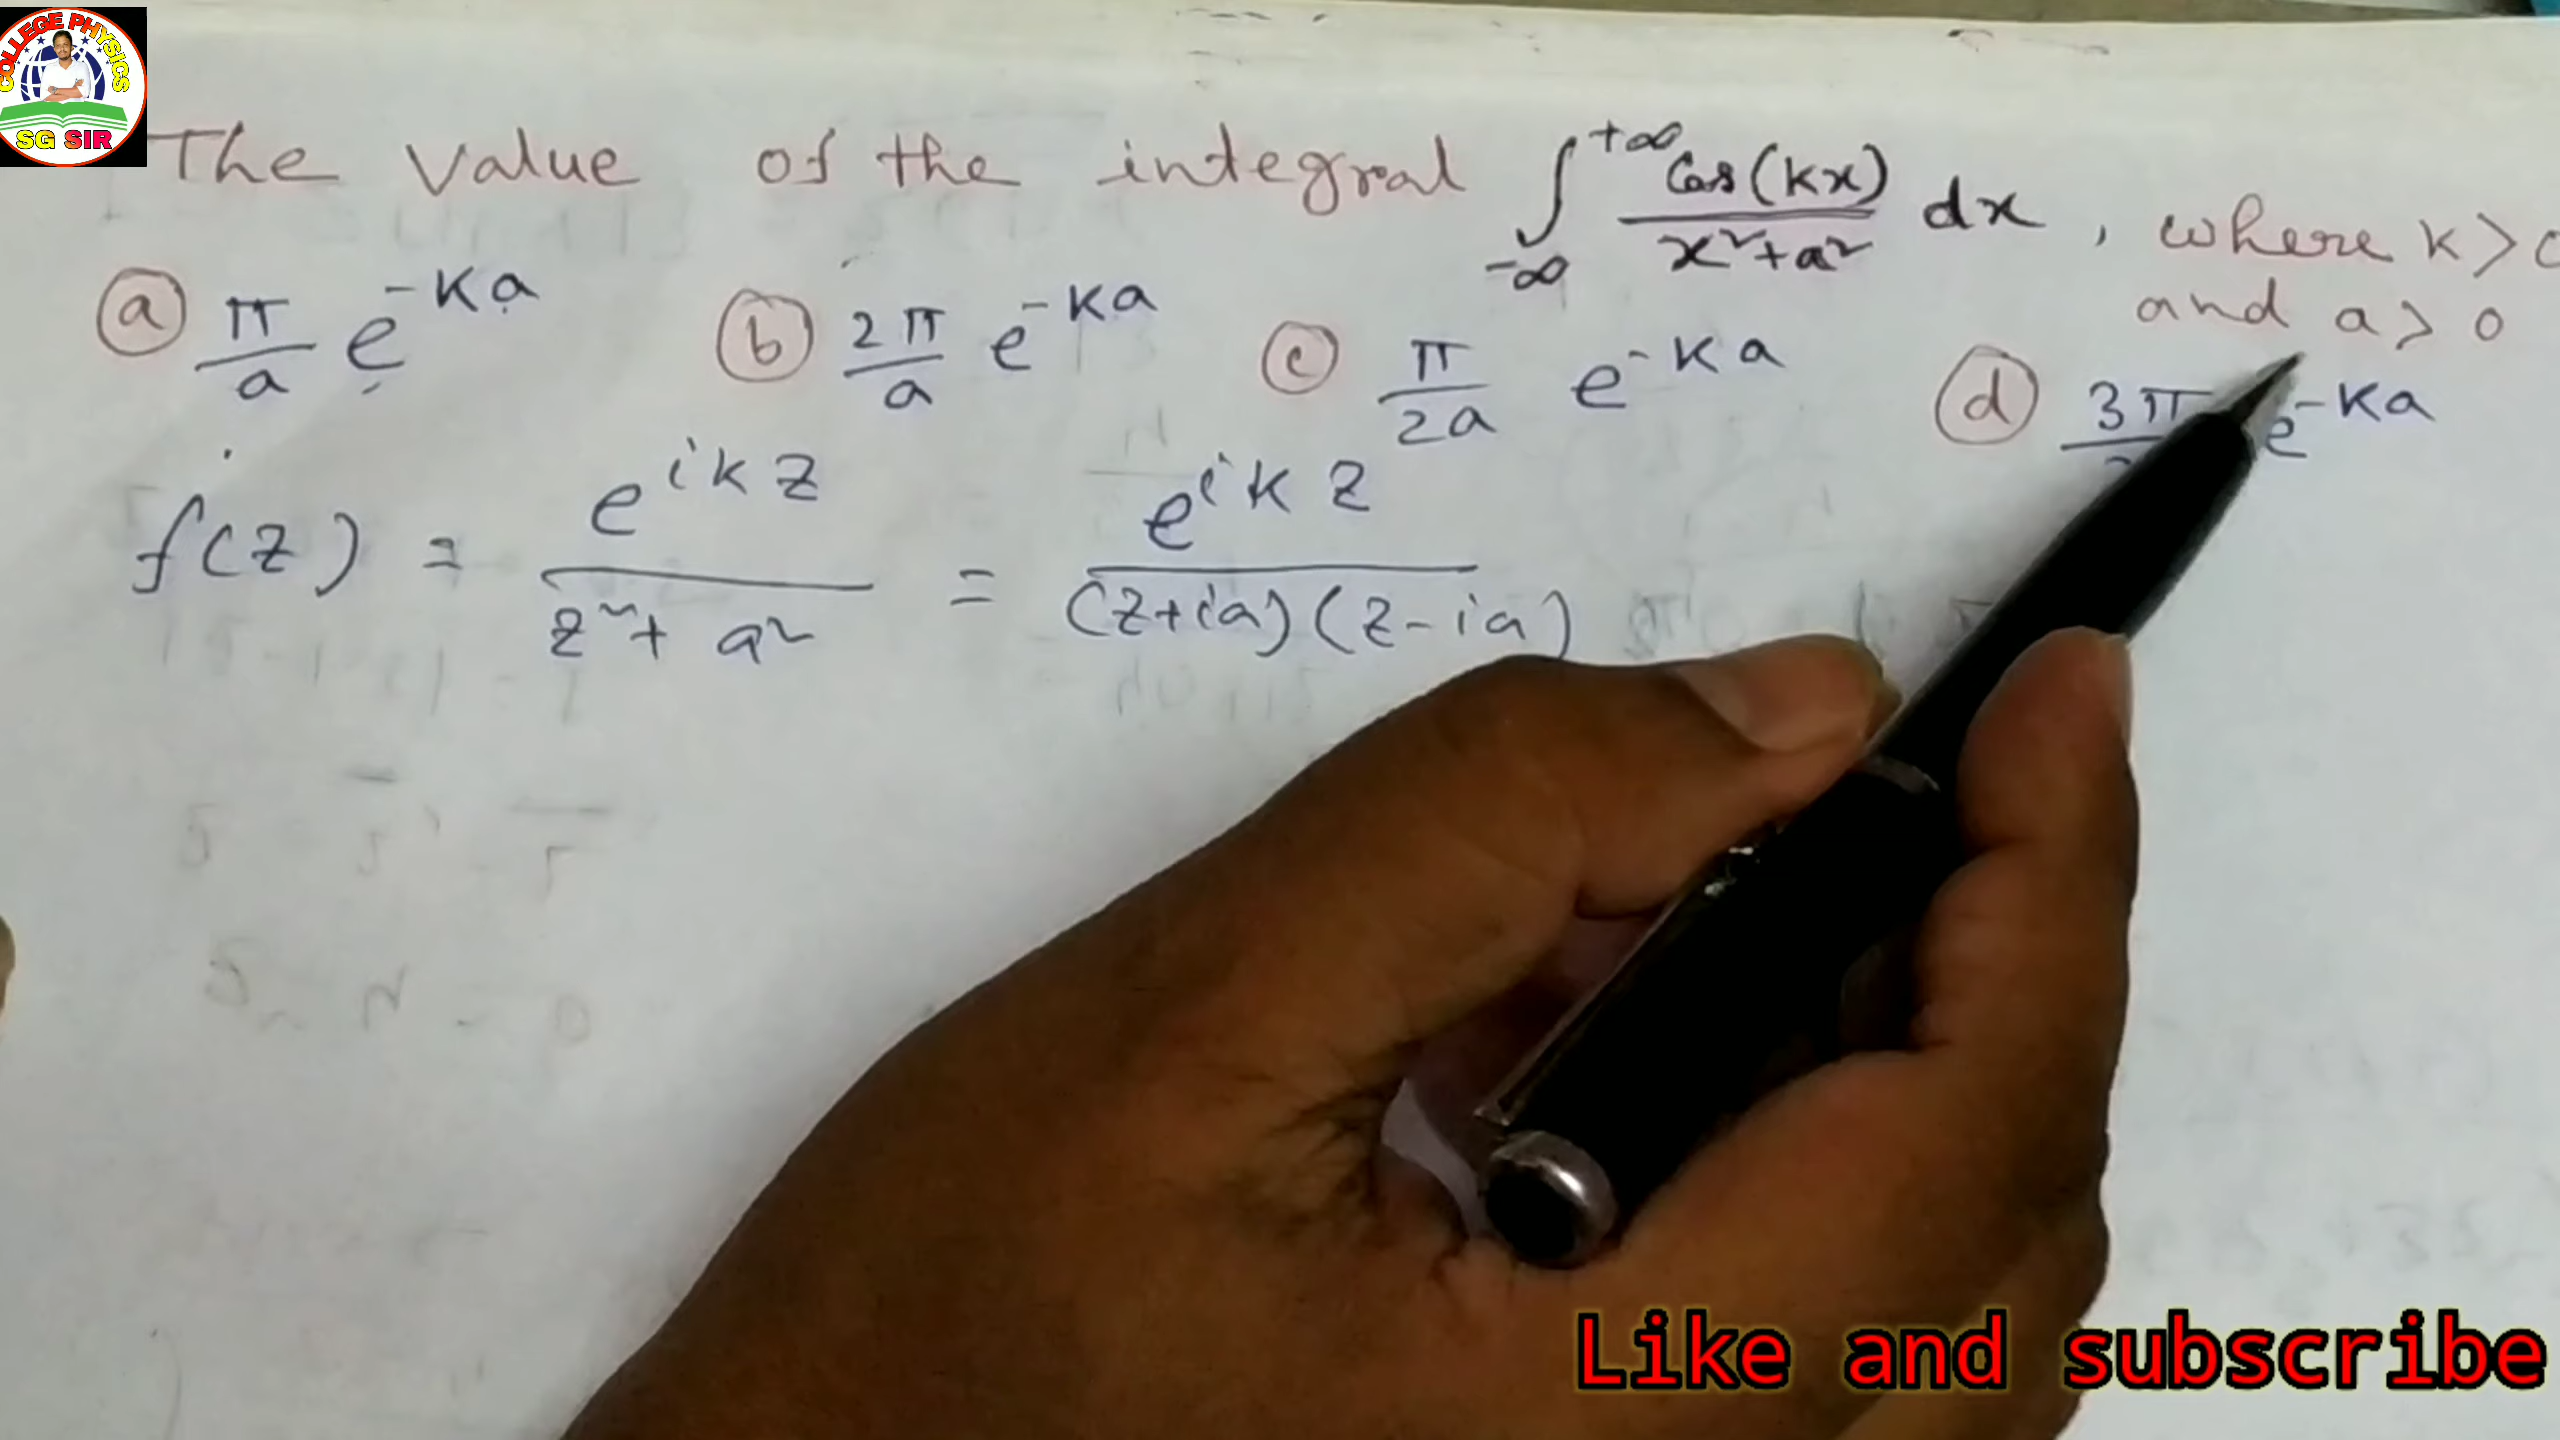 COLLEGE PHYSICS
SG SIR
The value of the integral ∫_{-∞}^{+∞} Cos(kx)/(x²+a²) dx, where k>0
and a>0
(a) π/a e^{-Ka} (b) 2π/a e^{-Ka} (c) π/2a e^{-Ka} (d) 3π e^{-Ka}
f(z) = e^{ikz}/(z²+a²) = e^{ikz}/((z+ia)(z-ia))
Like and subscribe